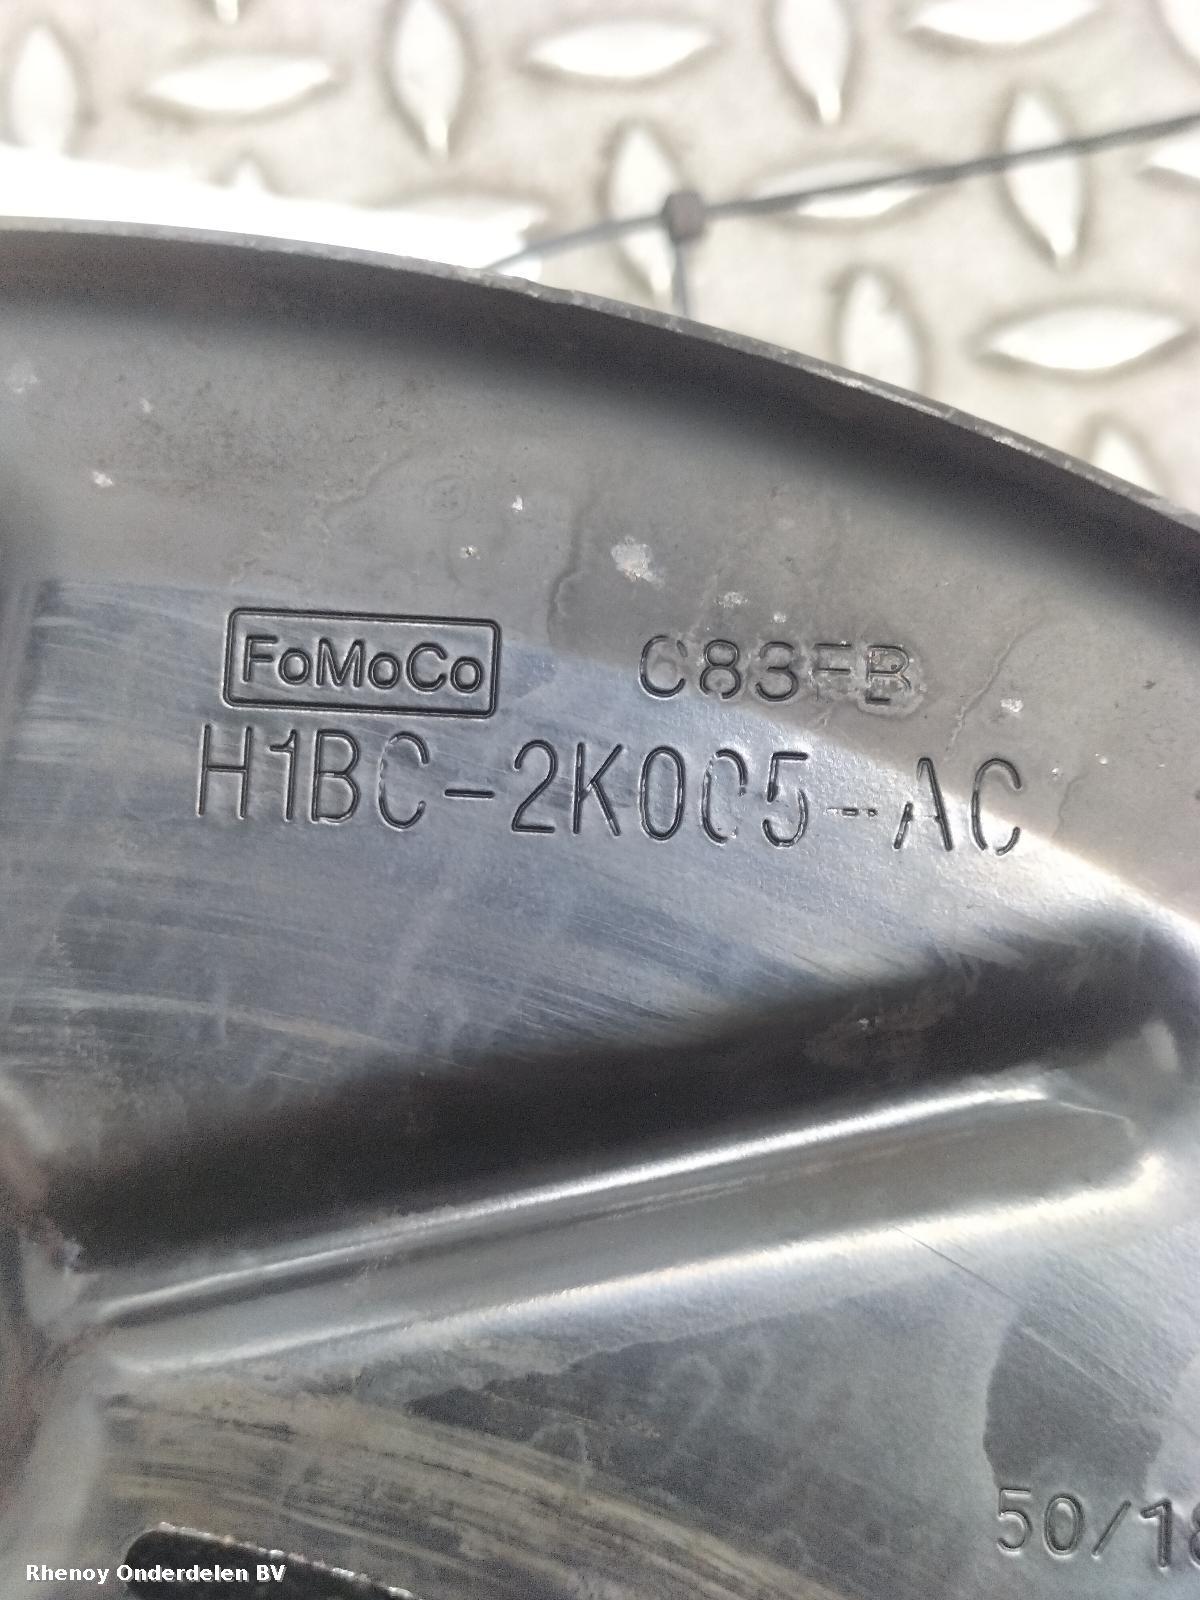 FoMoCo C83FB
H1BC-2K005-AC
50/18
Rhenoy Onderdelen BV